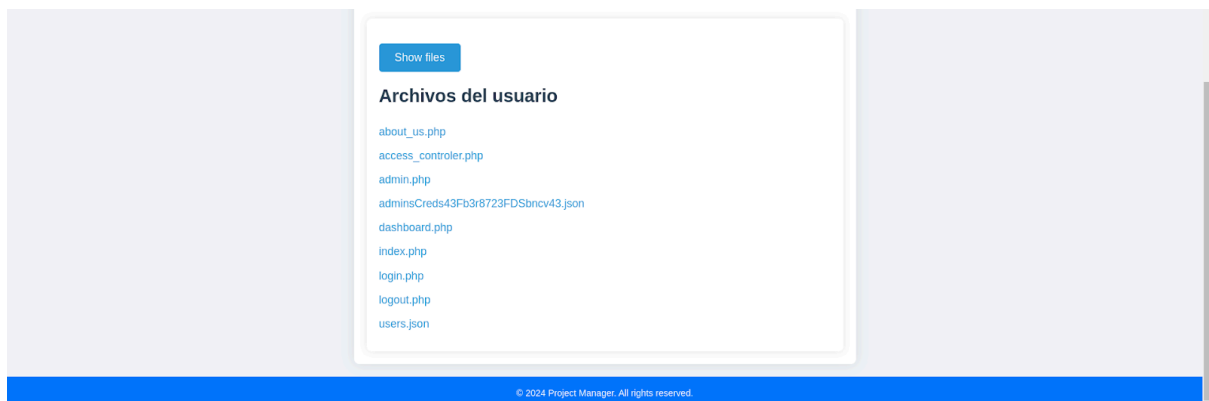 Show files
Archivos del usuario
about_us.php
access_controler.php
admin.php
adminsCreds43Fb3r8723FDSbncv43.json
dashboard.php
index.php
login.php
logout.php
users.json
© 2024 Project Manager. All rights reserved.